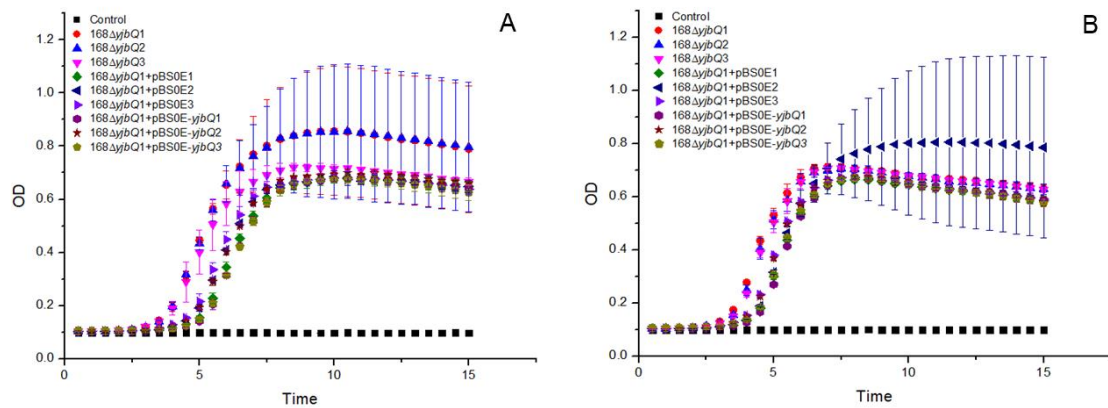 A
Control
168ΔyjbQ1
168ΔyjbQ2
168ΔyjbQ3
168ΔyjbQ1+pBS0E1
168ΔyjbQ1+pBS0E2
168ΔyjbQ1+pBS0E3
168ΔyjbQ1+pBS0E-yjbQ1
168ΔyjbQ1+pBS0E-yjbQ2
168ΔyjbQ1+pBS0E-yjbQ3
OD
1.2
1.0
0.8
0.6
0.4
0.2
0.0
0 5 10 15
Time
B
Control
168ΔyjbQ1
168ΔyjbQ2
168ΔyjbQ3
168ΔyjbQ1+pBS0E1
168ΔyjbQ1+pBS0E2
168ΔyjbQ1+pBS0E3
168ΔyjbQ1+pBS0E-yjbQ1
168ΔyjbQ1+pBS0E-yjbQ2
168ΔyjbQ1+pBS0E-yjbQ3
OD
1.2
1.0
0.8
0.6
0.4
0.2
0.0
0 5 10 15
Time